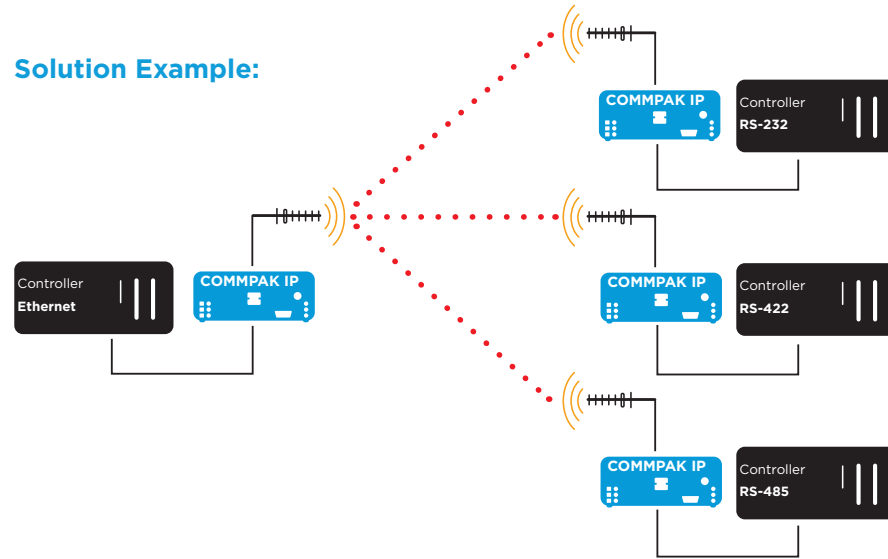 Solution Example:
COMMPAK IP
Controller
RS-232
Controller
Ethernet
COMMPAK IP
COMMPAK IP
Controller
RS-422
COMMPAK IP
Controller
RS-485